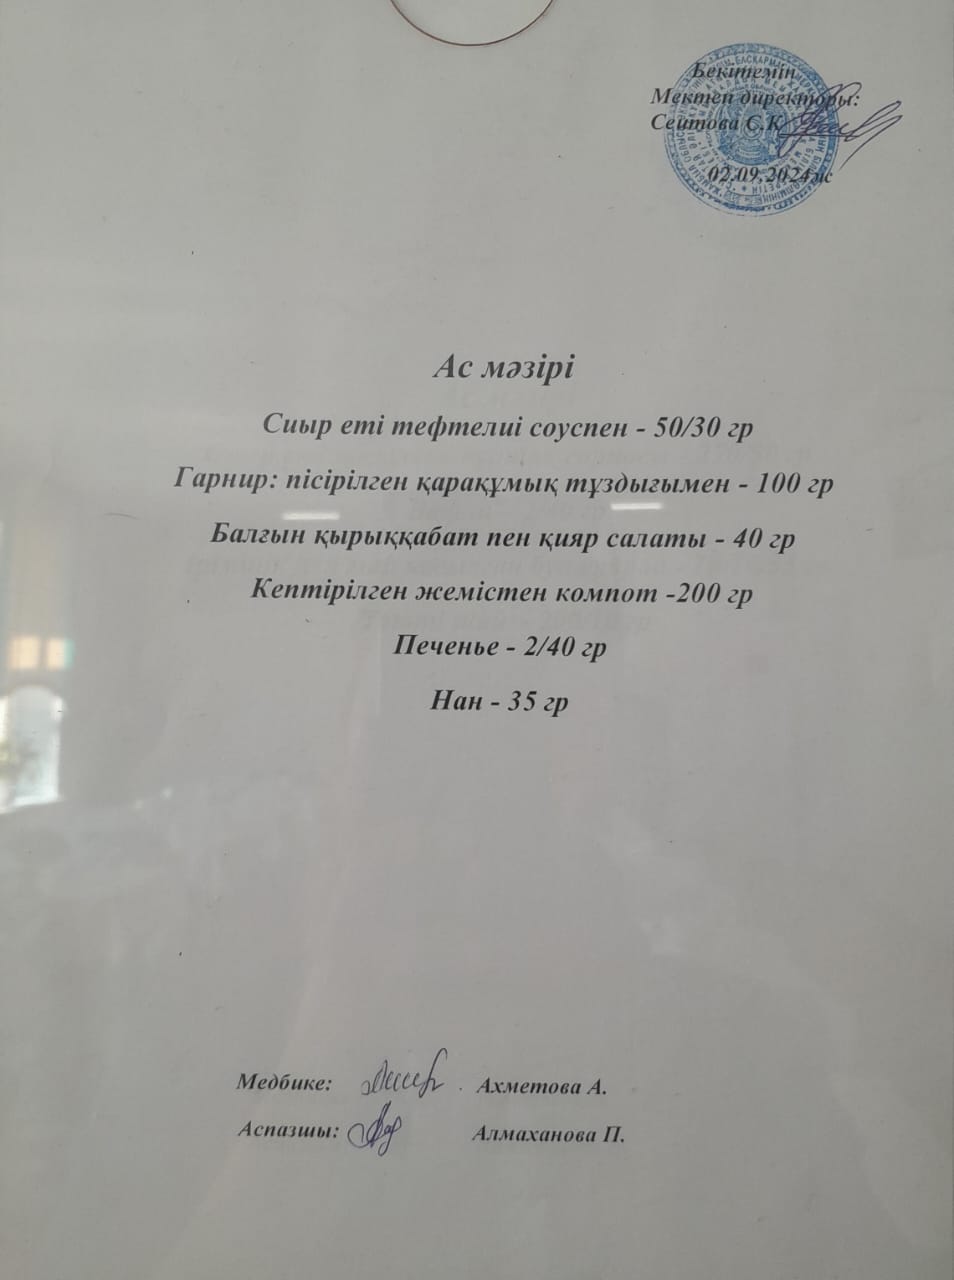 Бекітемін
Мектеп директоры:
Сеитова С.К
02.09.2024жс
Ас мәзірі
Сиыр еті тефтелиі соуспен - 50/30 гр
Гарнир: пісірілген қарақұмық тұздығымен - 100 гр
Балғын қырыққабат пен қияр салаты - 40 гр
Кептірілген жемістен компот -200 гр
Печенье - 2/40 гр
Нан - 35 гр
Медбике: Ахметова А.
Аспазшы: Алмаханова П.